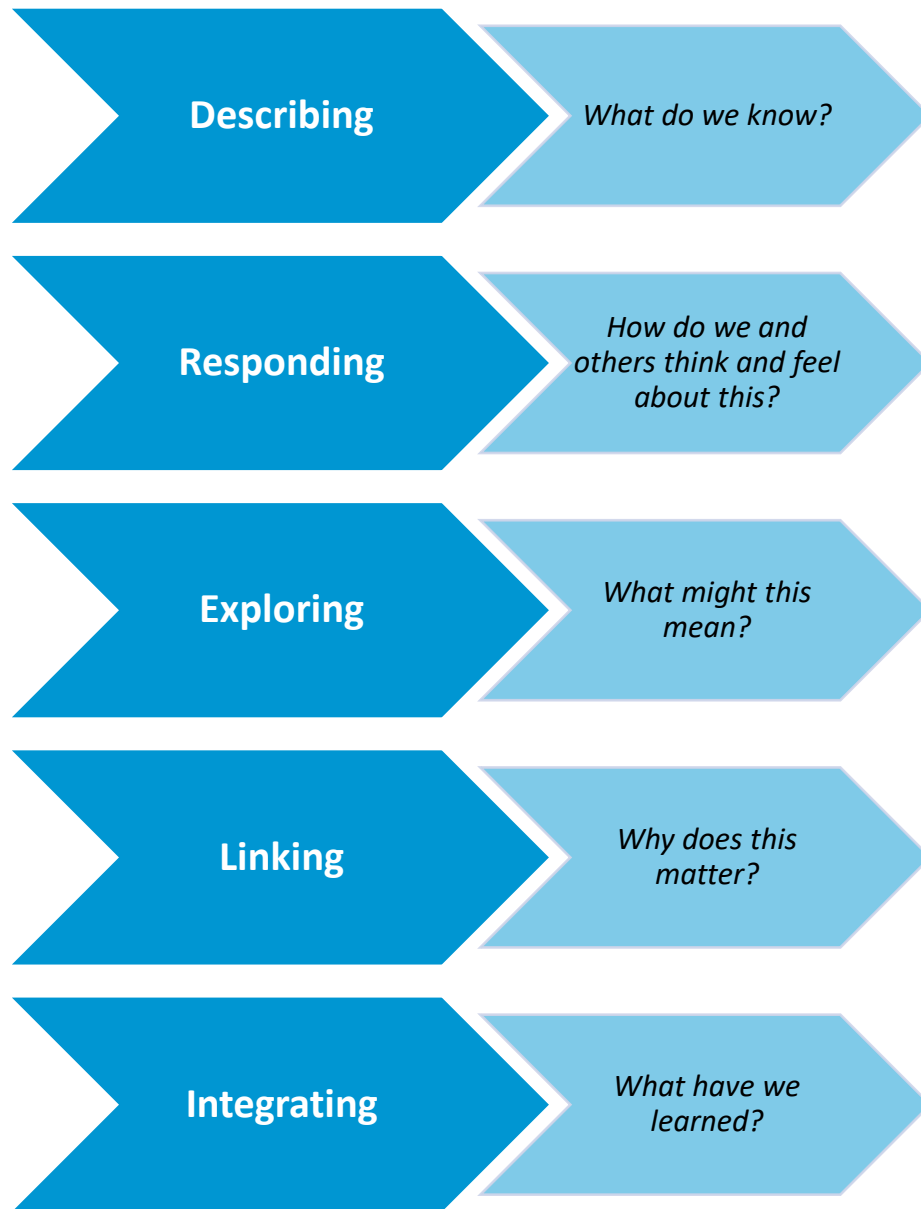 Describing
What do we know?
Responding
How do we and
others think and feel
about this?
Exploring
What might this
mean?
Linking
Why does this
matter?
Integrating
What have we
learned?